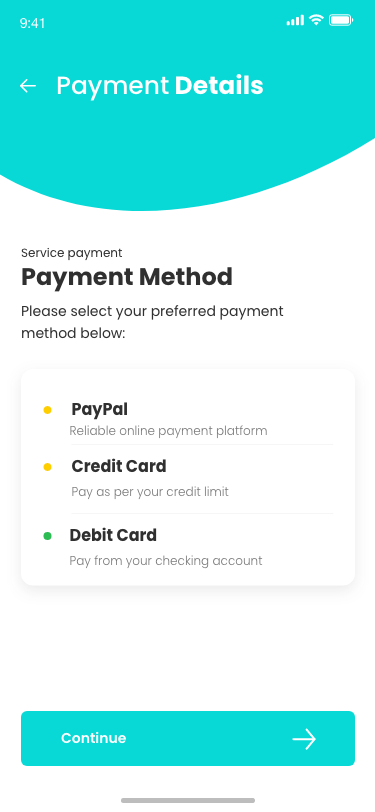 9:41
Payment Details
Service payment
Payment Method
Please select your preferred payment
method below:
PayPal
Reliable online payment platform
Credit Card
Pay as per your credit limit
Debit Card
Pay from your checking account
Continue